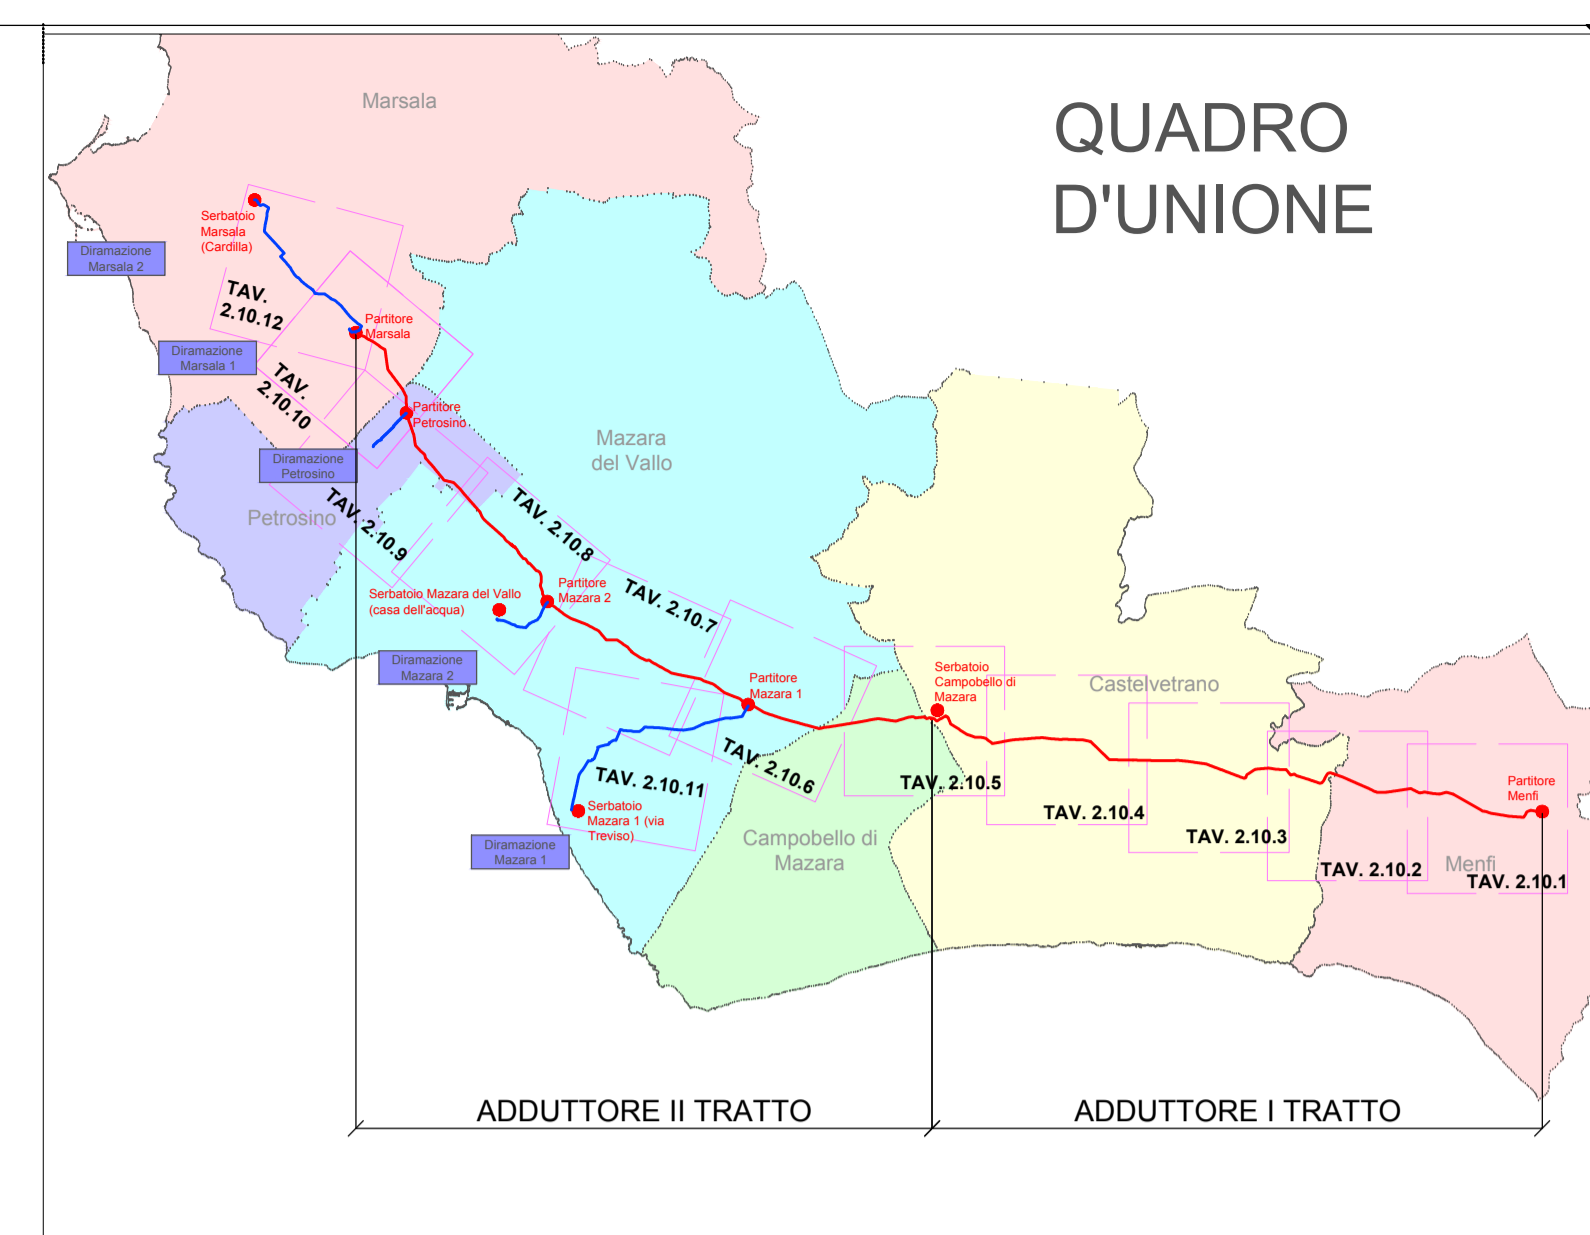 QUADRO
D'UNIONE
Marsala
Serbatoio
Marsala
(Cardilla)
Diramazione
Marsala 2
TAV.
2.10.12
Partitore
Marsala
Diramazione
Marsala 1
TAV.
2.10.10
Partitore
Petrosino
Diramazione
Petrosino
Mazara
del Vallo
Petrosino
TAV. 2.10.9
TAV. 2.10.8
Serbatoio Mazara del Vallo
(casa dell'acqua)
Partitore
Mazara 2
TAV. 2.10.7
Diramazione
Mazara 2
Partitore
Mazara 1
Serbatoio
Campobello di
Mazara
Castelvetrano
TAV. 2.10.6
TAV. 2.10.11
TAV. 2.10.5
Serbatoio
Mazara 1 (via
Treviso)
Diramazione
Mazara 1
Campobello di
Mazara
TAV. 2.10.4
TAV. 2.10.3
TAV. 2.10.2
Partitore
Menfi
Menfi
TAV. 2.10.1
ADDUTTORE II TRATTO
ADDUTTORE I TRATTO